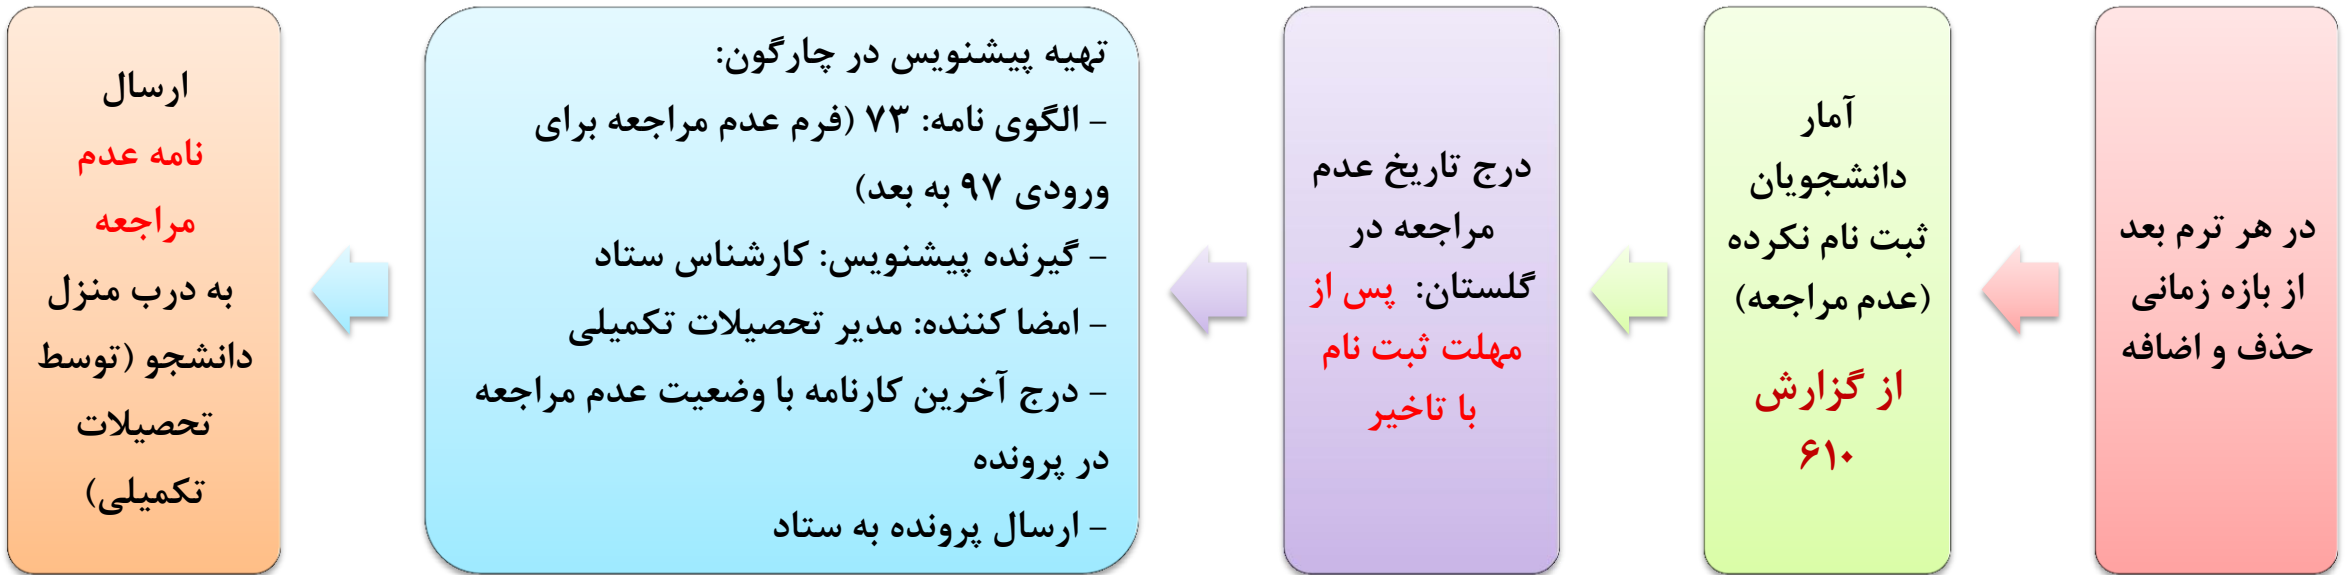 در هر ترم بعد
از بازه زمانی
حذف و اضافه
آمار
دانشجویان
ثبت نام نکرده
(عدم مراجعه)
از گزارش
۶۱۰
درج تاریخ عدم
مراجعه در
گلستان: پس از
مهلت ثبت نام
با تاخیر
تهیه پیشنویس در چارگون:
- الگوی نامه: ۷۳ (فرم عدم مراجعه برای
ورودی ۹۷ به بعد)
- گیرنده پیشنویس: کارشناس ستاد
- امضا کننده: مدیر تحصیلات تکمیلی
- درج آخرین کارنامه با وضعیت عدم مراجعه
در پرونده
- ارسال پرونده به ستاد
ارسال
نامه عدم
مراجعه
به درب منزل
دانشجو (توسط
تحصیلات
تکمیلی)